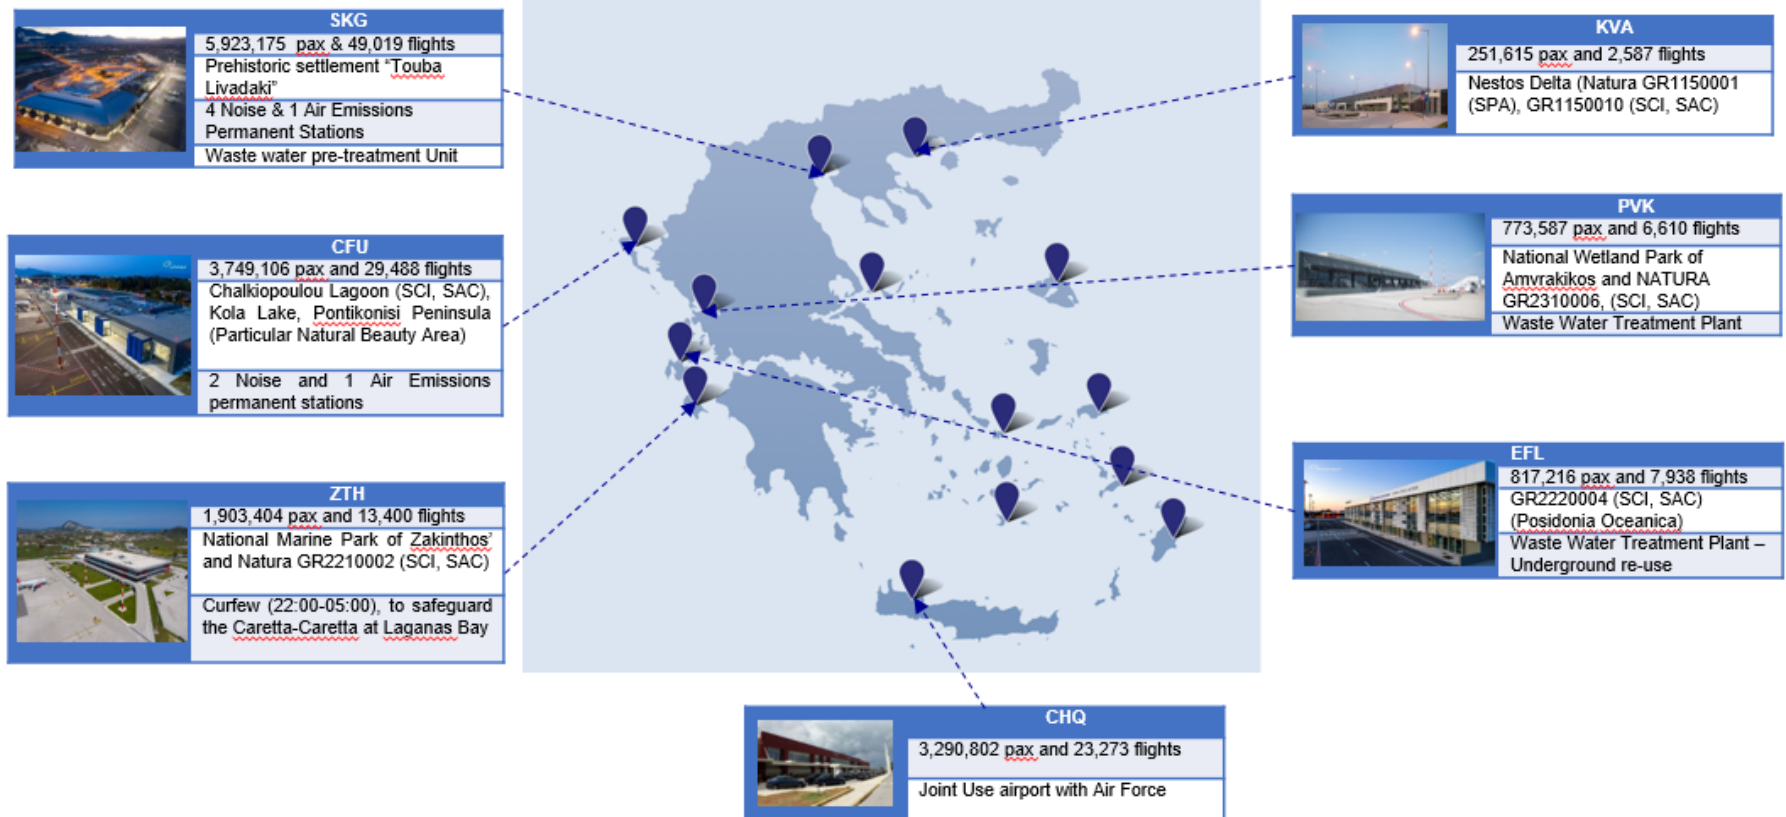 SKG
5,923,175 pax & 49,019 flights
Prehistoric settlement “Touba
Livadaki”
4 Noise & 1 Air Emissions
Permanent Stations
Waste water pre-treatment Unit
CFU
3,749,106 pax and 29,488 flights
Chalkiopoulou Lagoon (SCI, SAC),
Kola Lake, Pontikonisi Peninsula
(Particular Natural Beauty Area)
2 Noise and 1 Air Emissions
permanent stations
ZTH
1,903,404 pax and 13,400 flights
National Marine Park of Zakinthos’
and Natura GR2210002 (SCI, SAC)
Curfew (22:00-05:00), to safeguard
the Caretta-Caretta at Laganas Bay
KVA
251,615 pax and 2,587 flights
Nestos Delta (Natura GR1150001
(SPA), GR1150010 (SCI, SAC)
PVK
773,587 pax and 6,610 flights
National Wetland Park of
Amvrakikos and NATURA
GR2310006, (SCI, SAC)
Waste Water Treatment Plant
EFL
817,216 pax and 7,938 flights
GR2220004 (SCI, SAC)
(Posidonia Oceanica)
Waste Water Treatment Plant –
Underground re-use
CHQ
3,290,802 pax and 23,273 flights
Joint Use airport with Air Force